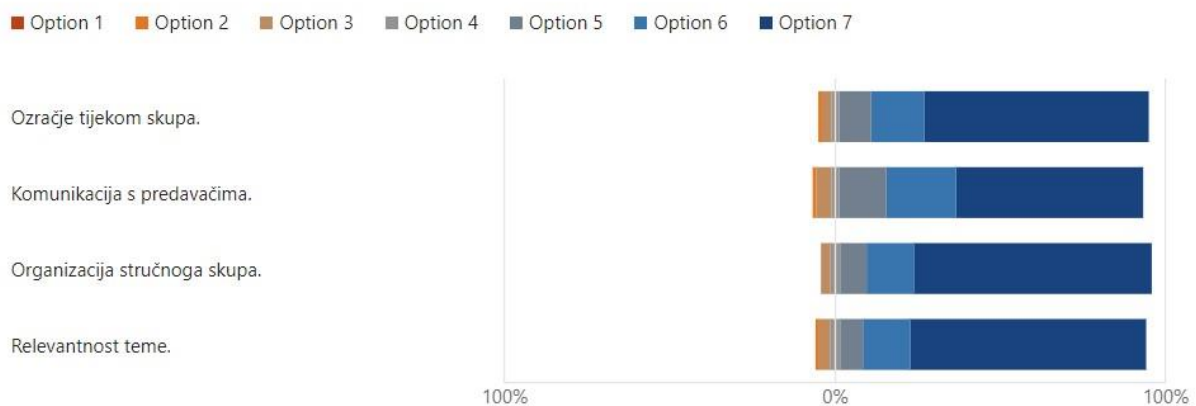 Option 1 Option 2 Option 3 Option 4 Option 5 Option 6 Option 7
Ozračje tijekom skupa.
Komunikacija s predavačima.
Organizacija stručnoga skupa.
Relevantnost teme.
100% 0% 100%